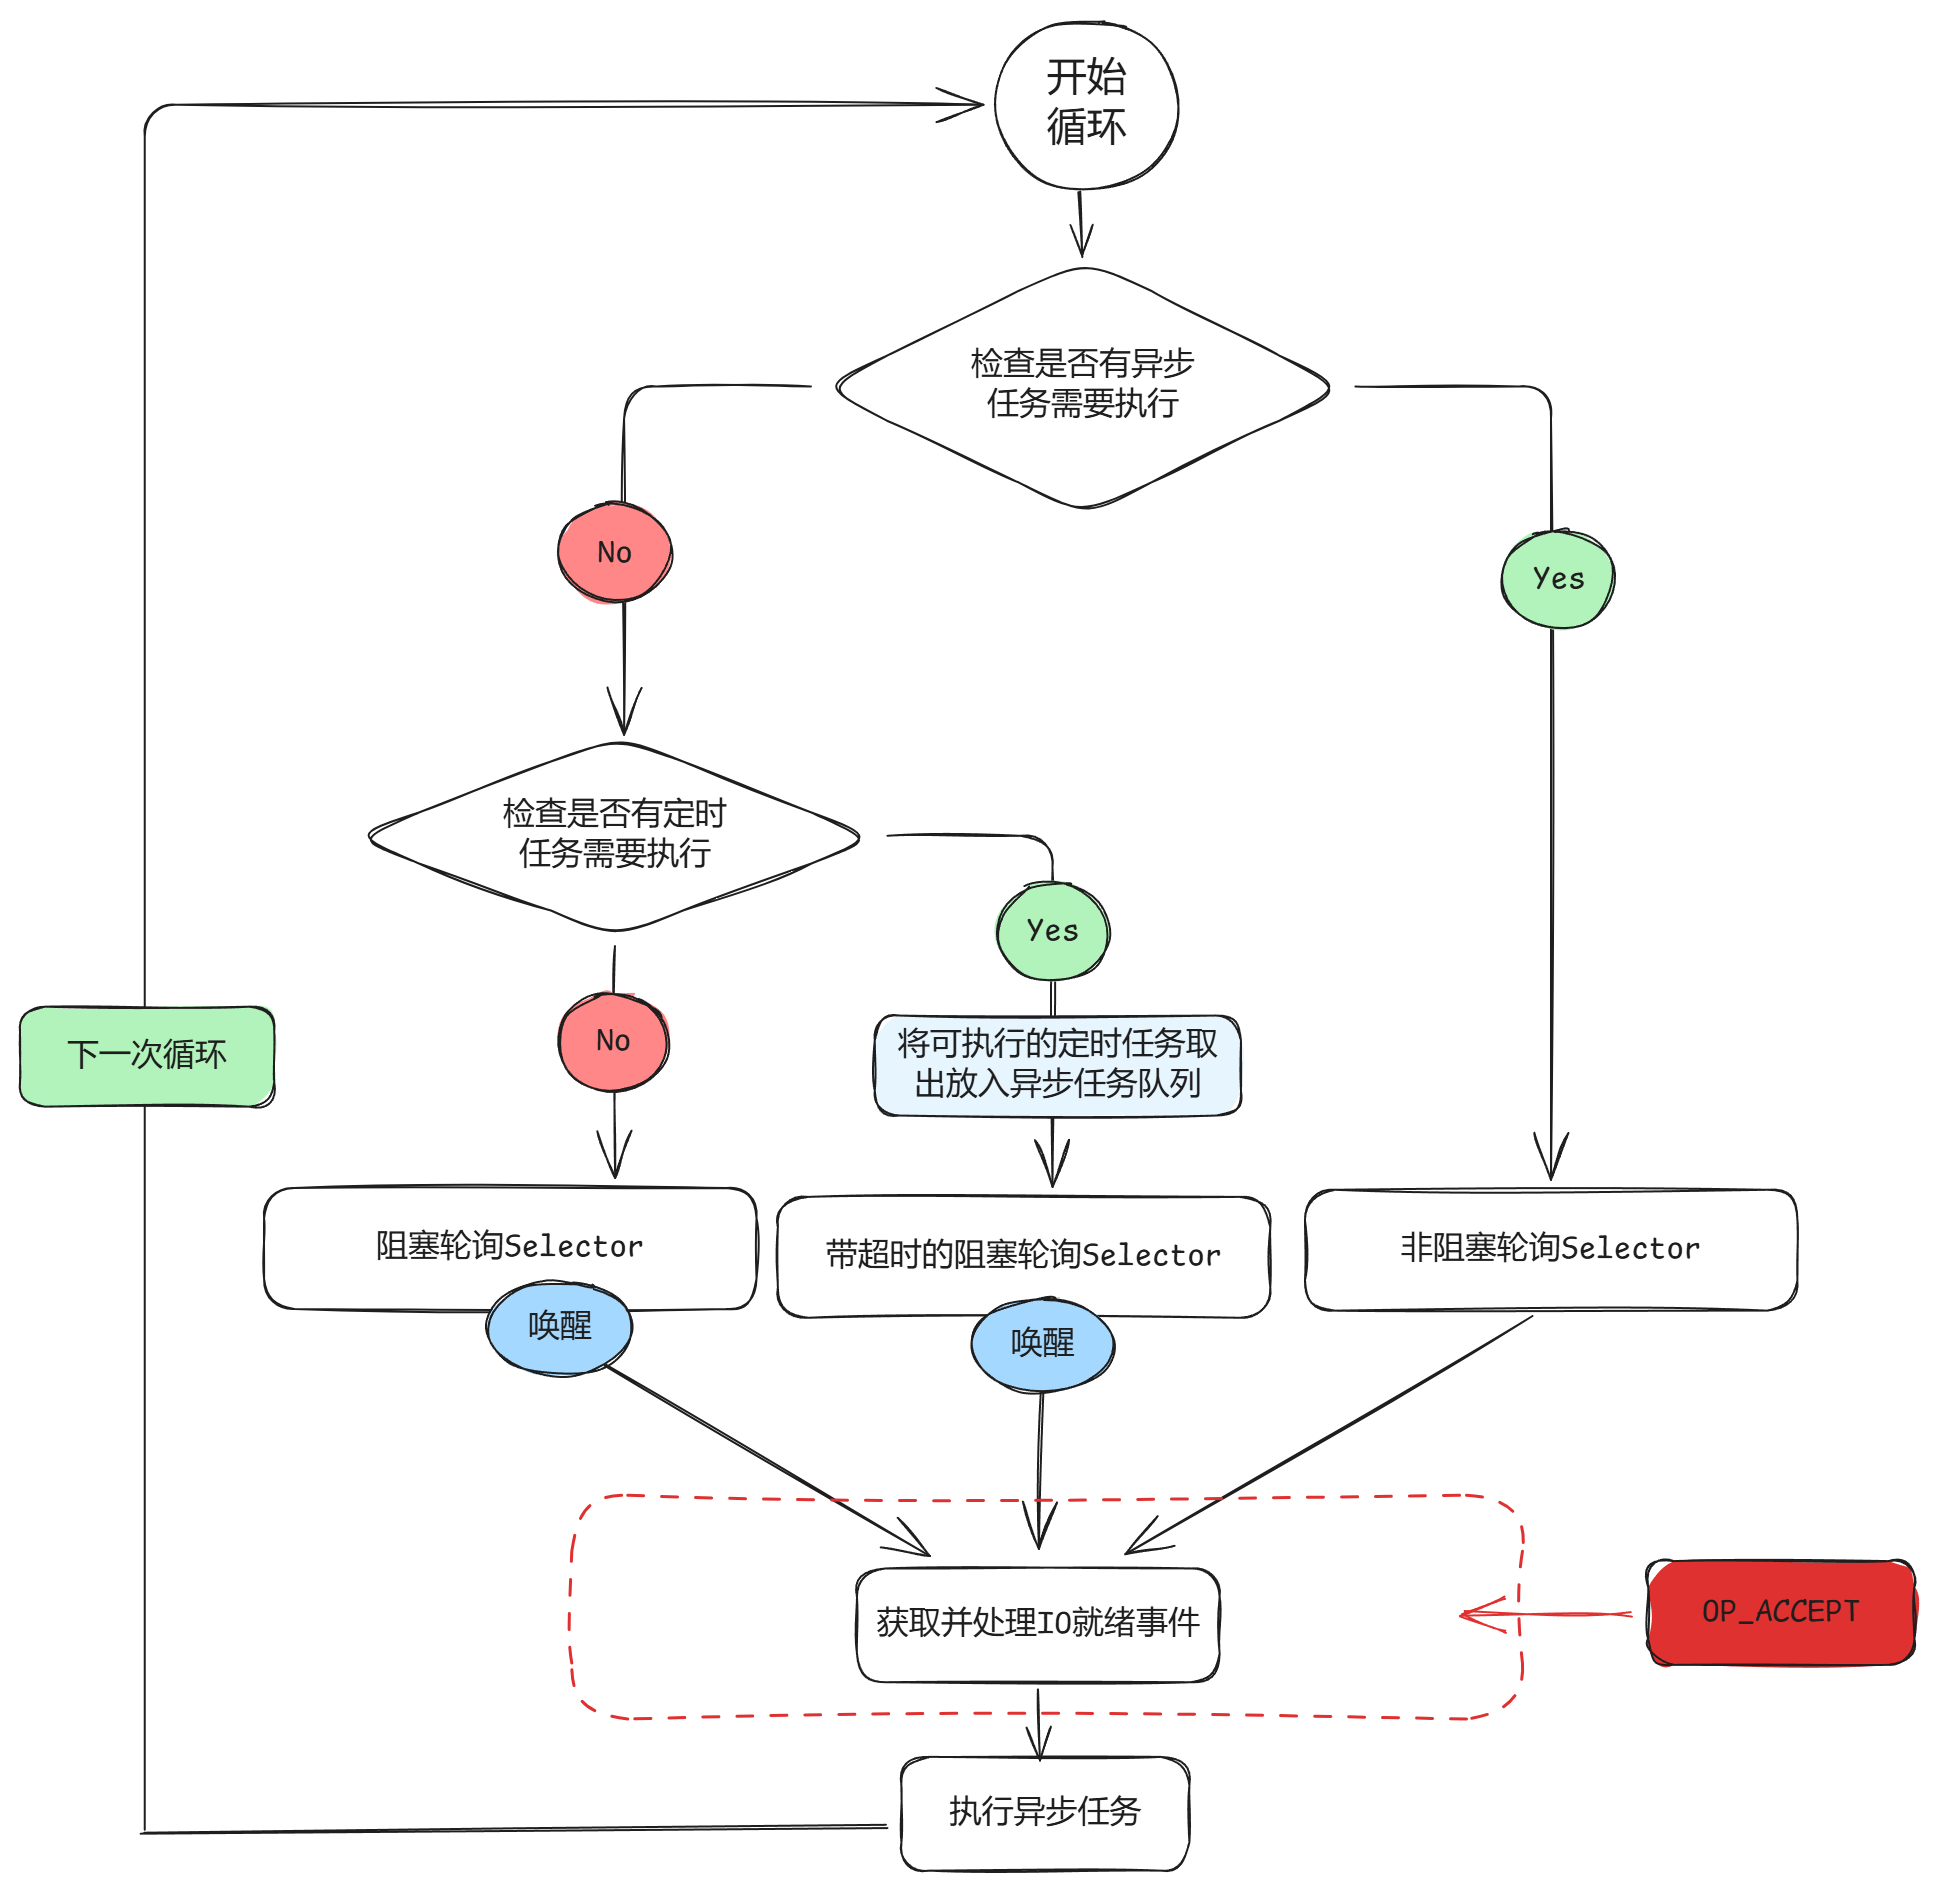 开始
循环
检查是否有异步
任务需要执行
No
Yes
检查是否有定时
任务需要执行
Yes
No
下一次循环
将可执行的定时任务取
出放入异步任务队列
阻塞轮询Selector
带超时的阻塞轮询Selector
非阻塞轮询Selector
唤醒
唤醒
获取并处理IO就绪事件
OP_ACCEPT
执行异步任务